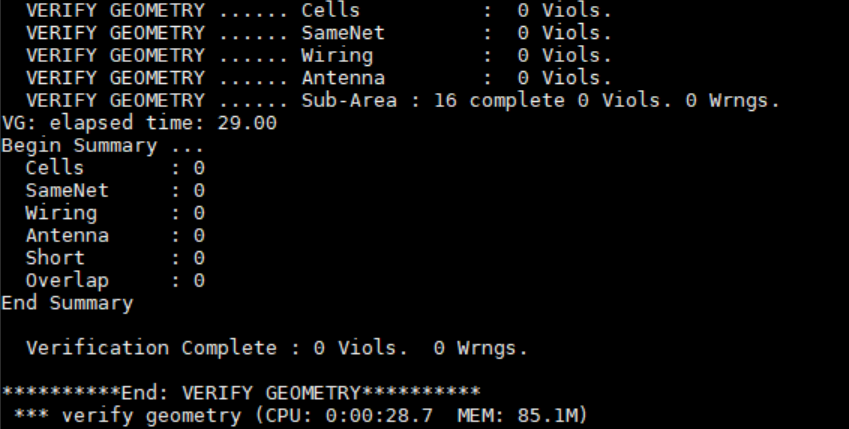 VERIFY GEOMETRY ...... Cells          :  0 Viols.
VERIFY GEOMETRY ...... SameNet        :  0 Viols.
VERIFY GEOMETRY ...... Wiring         :  0 Viols.
VERIFY GEOMETRY ...... Antenna        :  0 Viols.
VERIFY GEOMETRY ...... Sub-Area : 16 complete 0 Viols. 0 Wrngs.
VG: elapsed time: 29.00
Begin Summary ...
  Cells       : 0
  SameNet     : 0
  Wiring      : 0
  Antenna     : 0
  Short       : 0
  Overlap     : 0
End Summary
  Verification Complete : 0 Viols.  0 Wrngs.
**********End: VERIFY GEOMETRY**********
 *** verify geometry (CPU: 0:00:28.7  MEM: 85.1M)